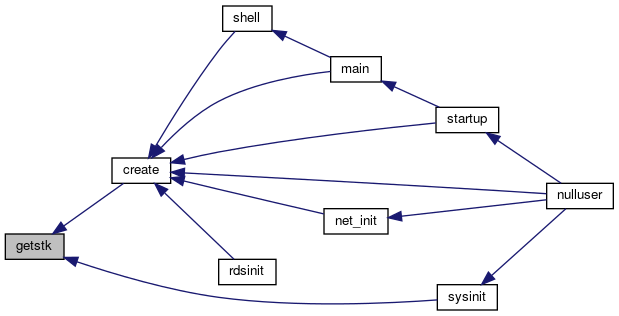 shell
main
startup
create
nulluser
net_init
getstk
rdsinit
sysinit